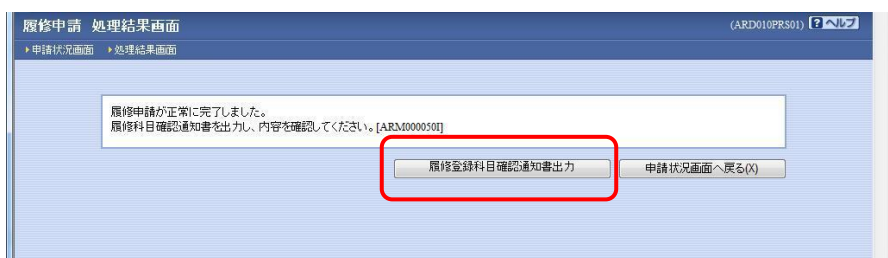 履修申請 処理結果画面
(ARD010PRS01) ? ヘルプ
▶申請状況画面 ▶処理結果画面
履修申請が正常に完了しました。
履修科目確認通知書を出力し、内容を確認してください。[ARM000050I]
履修登録科目確認通知書出力 申請状況画面へ戻る(X)